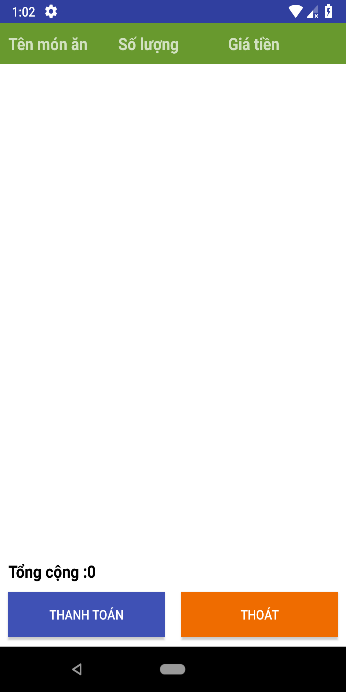 1:02
Tên món ăn Số lượng Giá tiền
Tổng cộng :0
THANH TOÁN THOÁT